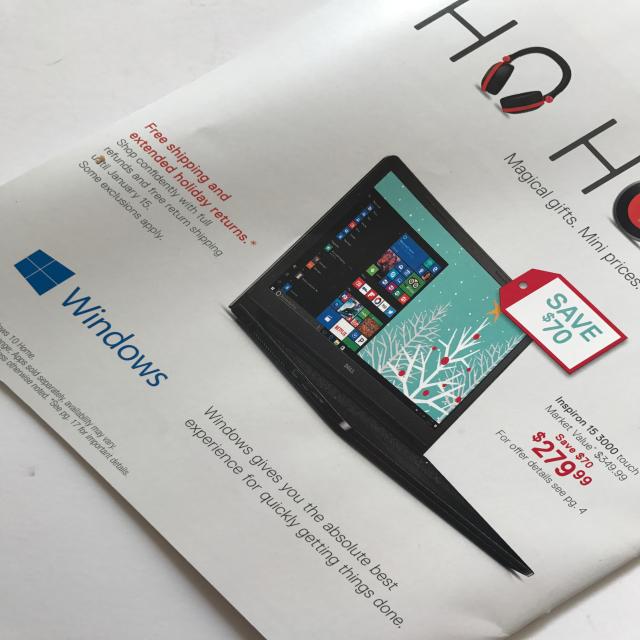 HO
HO
Magical gifts. Mini prices.
Free shipping and
extended holiday returns.*
Shop confidently with full
refunds and free return shipping
until January 15.
Some exclusions apply.
Windows
10 Home.
Apps sold separately, availability may vary.
otherwise noted. *See pg. 17 for important details.
DELL
SAVE
$70
Inspiron 15 3000 touch
Market Value $349.99
Save $70
$279.99
For offer details see pg. 4
Windows gives you the absolute best
experience for quickly getting things done.